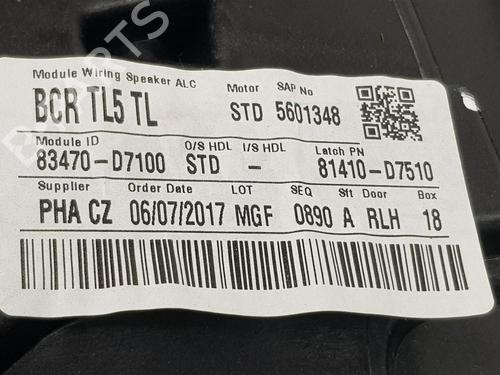 Module Wiring Speaker ALC Motor SAP No
BCR TL5 TL STD 5601348
Module ID O/S HDL I/S HDL Latch PN
83470-D7100 STD - 81410-D7510
Supplier Order Date LOT SEQ Sft Door Box
PHA CZ 06/07/2017 MGF 0890 A RLH 18